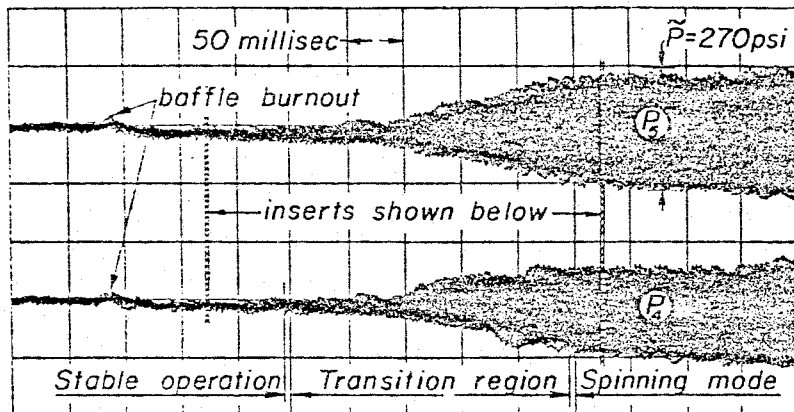 50 millisec
P̃=270psi
baffle burnout
P5
inserts shown below
P4
Stable operation
Transition region
Spinning mode